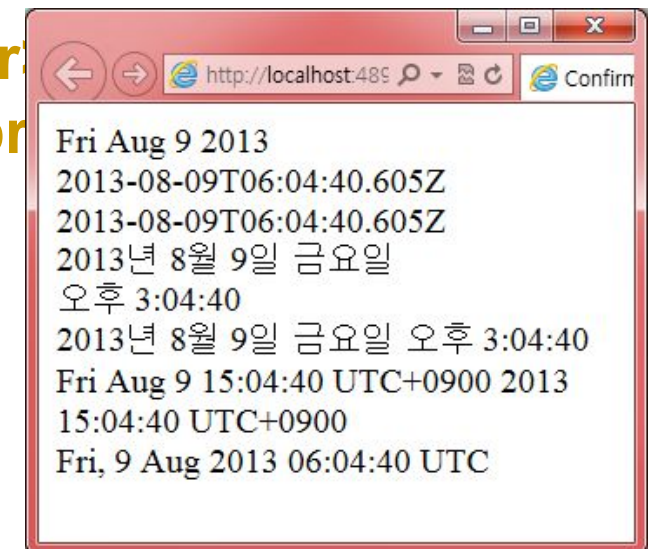 http://localhost:489
Confirm
Fri Aug 9 2013
2013-08-09T06:04:40.605Z
2013-08-09T06:04:40.605Z
2013년 8월 9일 금요일
오후 3:04:40
2013년 8월 9일 금요일 오후 3:04:40
Fri Aug 9 15:04:40 UTC+0900 2013
15:04:40 UTC+0900
Fri, 9 Aug 2013 06:04:40 UTC